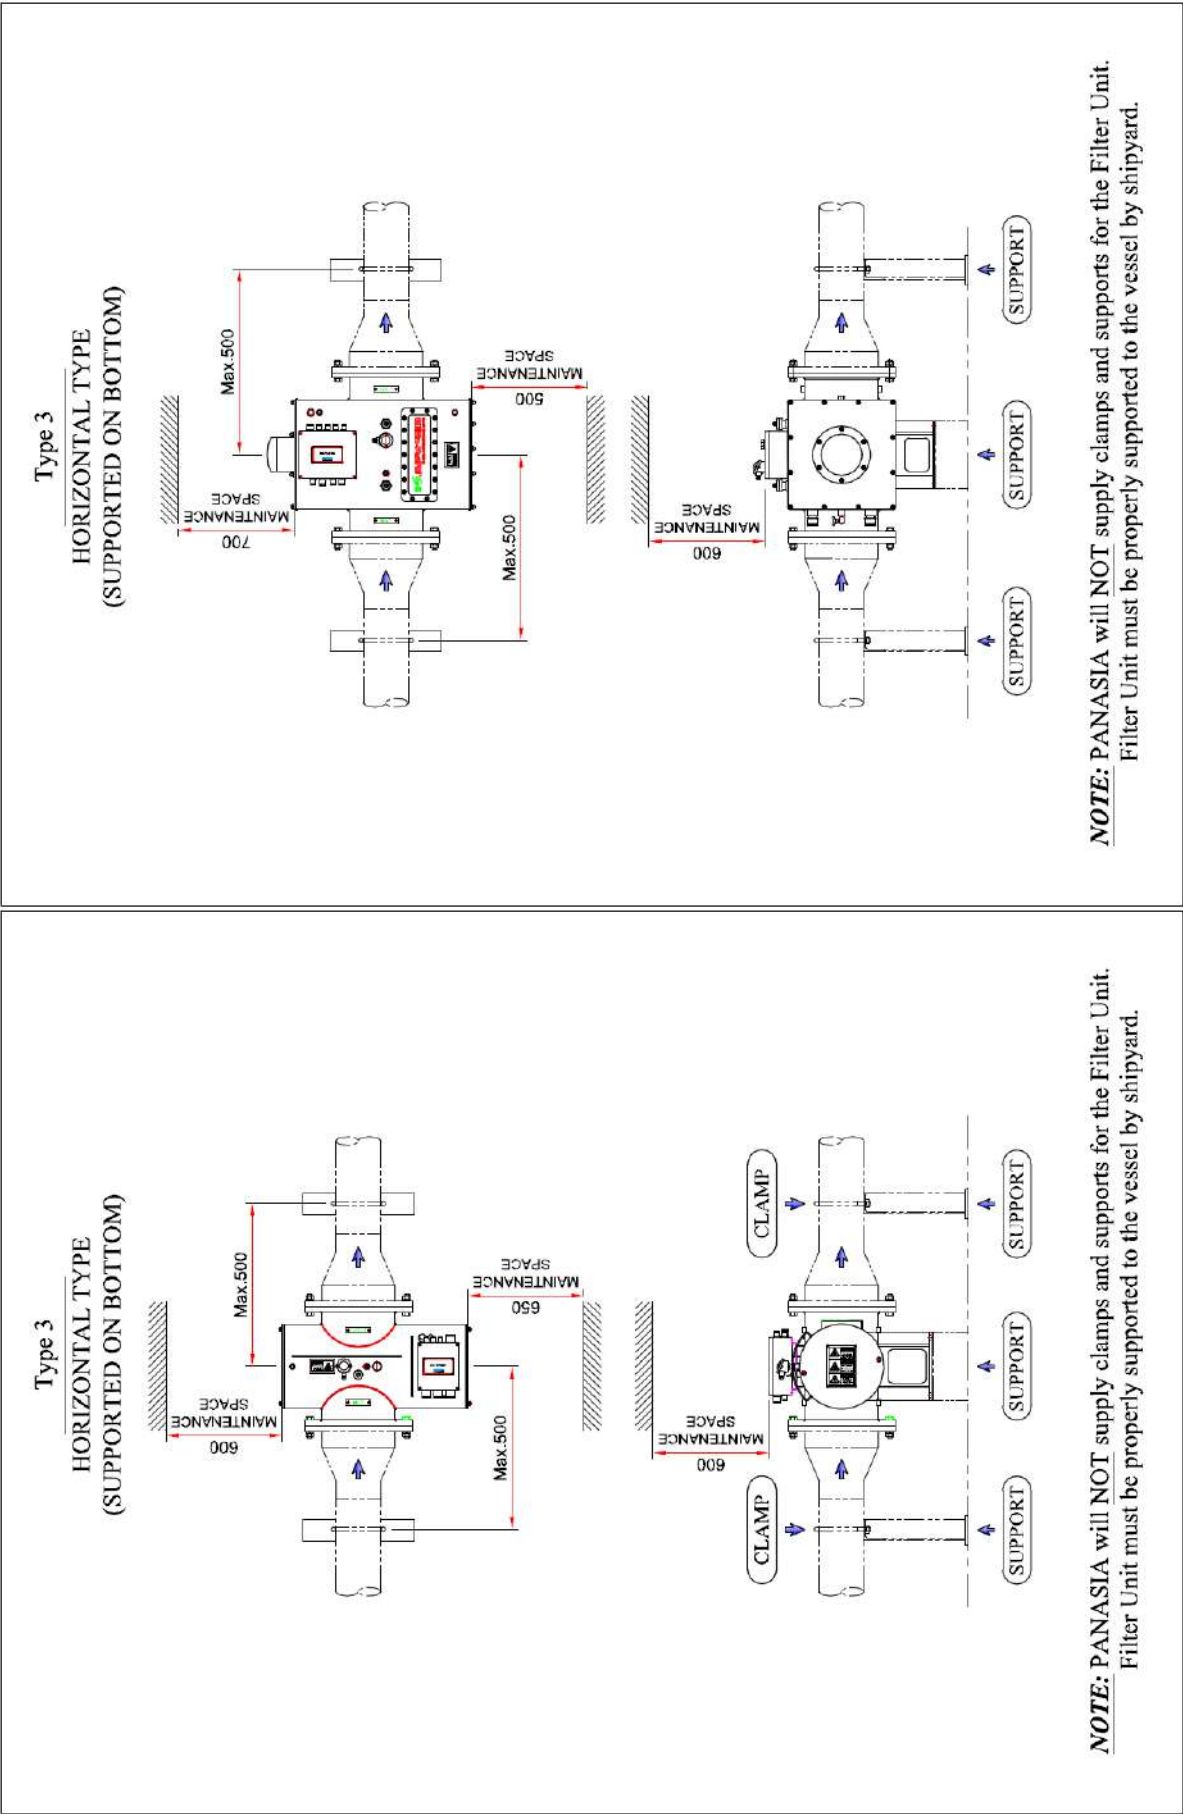 Type 3
HORIZONTAL TYPE
(SUPPORTED ON BOTTOM)
700
MAINTENANCE
SPACE
Max.500
Max.500
500
MAINTENANCE
SPACE
600
MAINTENANCE
SPACE
SUPPORT
SUPPORT
SUPPORT
NOTE: PANASIA will NOT supply clamps and supports for the Filter Unit.
Filter Unit must be properly supported to the vessel by shipyard.
Type 3
HORIZONTAL TYPE
(SUPPORTED ON BOTTOM)
600
MAINTENANCE
SPACE
Max.500
Max.500
650
MAINTENANCE
SPACE
600
MAINTENANCE
SPACE
CLAMP
CLAMP
SUPPORT
SUPPORT
SUPPORT
NOTE: PANASIA will NOT supply clamps and supports for the Filter Unit.
Filter Unit must be properly supported to the vessel by shipyard.